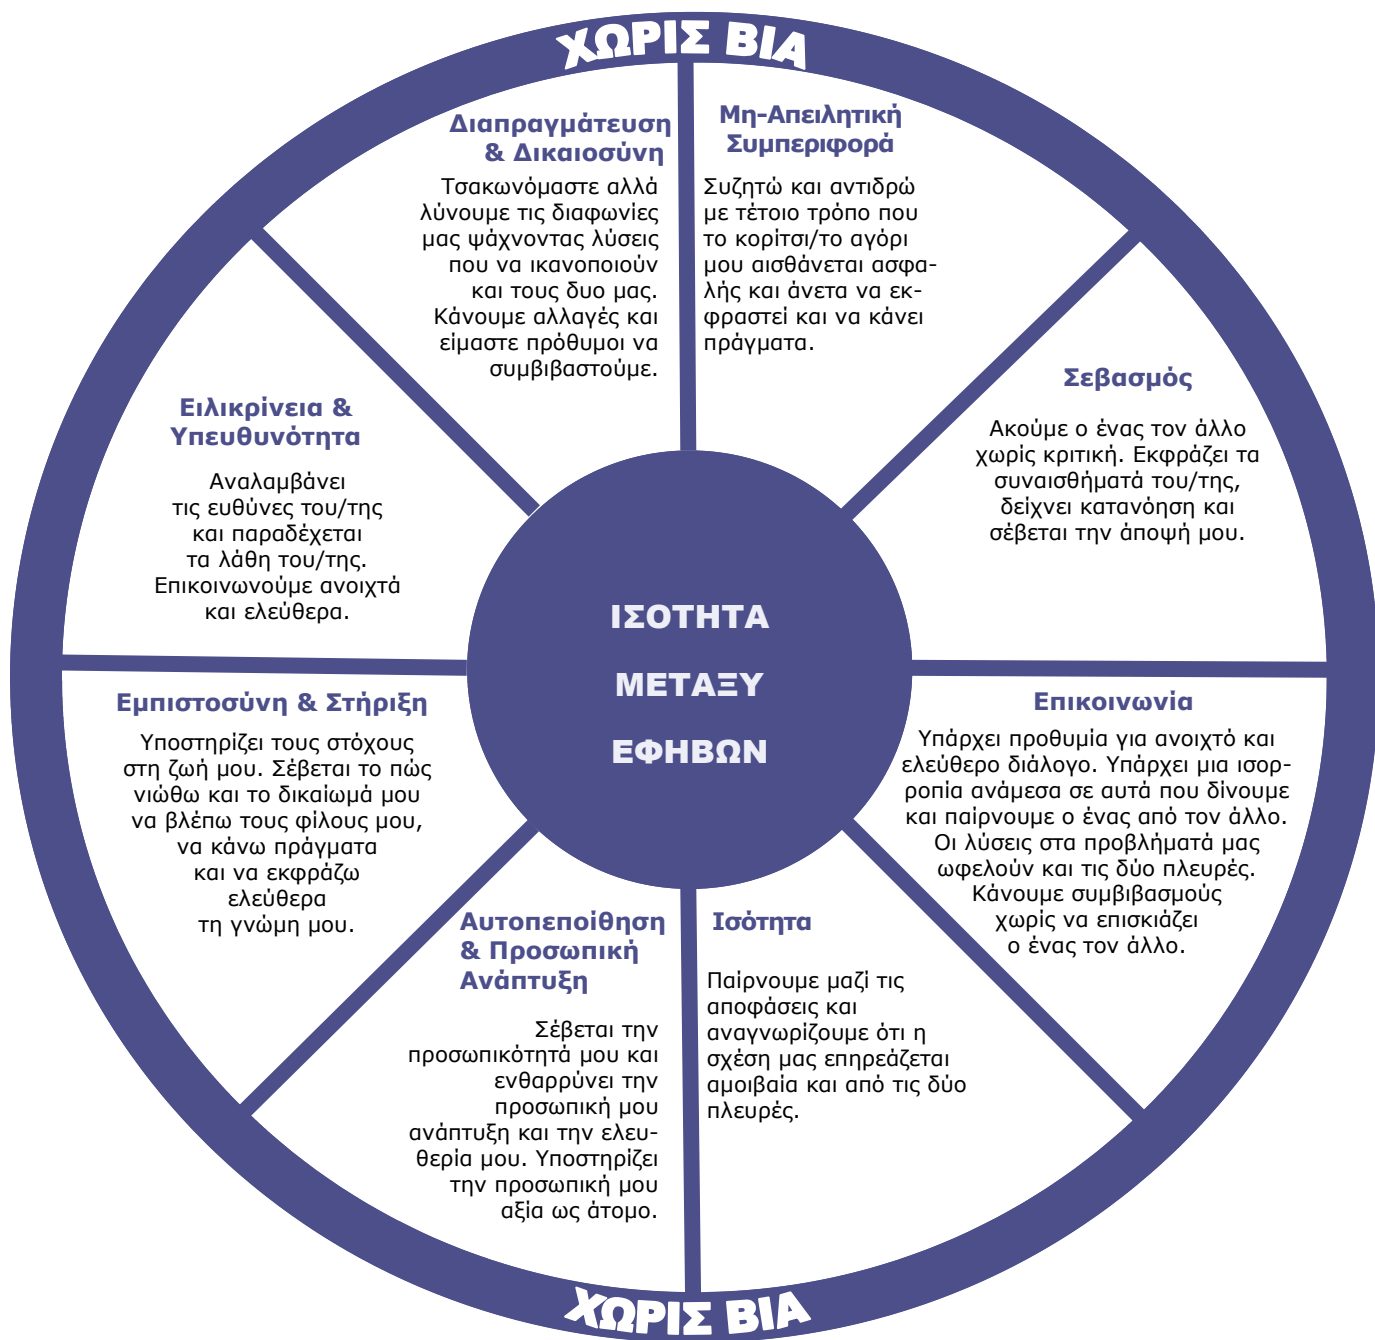 ΧΩΡΙΣ ΒΙΑ
Διαπραγμάτευση
& Δικαιοσύνη
Τσακωνόμαστε αλλά
λύνουμε τις διαφωνίες
μας ψάχνοντας λύσεις
που να ικανοποιούν
και τους δυο μας.
Κάνουμε αλλαγές και
είμαστε πρόθυμοι να
συμβιβαστούμε.
Μη-Απειλητική
Συμπεριφορά
Συζητώ και αντιδρώ
με τέτοιο τρόπο που
το κορίτσι/το αγόρι
μου αισθάνεται ασφα-
λής και άνετα να εκ-
φραστεί και να κάνει
πράγματα.
Σεβασμός
Ακούμε ο ένας τον άλλο
χωρίς κριτική. Εκφράζει τα
συναισθήματά του/της,
δείχνει κατανόηση και
σέβεται την άποψή μου.
Ειλικρίνεια &
Υπευθυνότητα
Αναλαμβάνει
τις ευθύνες του/της
και παραδέχεται
τα λάθη του/της.
Επικοινωνούμε ανοιχτά
και ελεύθερα.
ΙΣΟΤΗΤΑ
ΜΕΤΑΞΥ
ΕΦΗΒΩΝ
Εμπιστοσύνη & Στήριξη
Υποστηρίζει τους στόχους
στη ζωή μου. Σέβεται το πώς
νιώθω και το δικαίωμά μου
να βλέπω τους φίλους μου,
να κάνω πράγματα
και να εκφράζω
ελεύθερα
τη γνώμη μου.
Επικοινωνία
Υπάρχει προθυμία για ανοιχτό και
ελεύθερο διάλογο. Υπάρχει μια ισορ-
ροπία ανάμεσα σε αυτά που δίνουμε
και παίρνουμε ο ένας από τον άλλο.
Οι λύσεις στα προβλήματά μας
ωφελούν και τις δύο πλευρές.
Κάνουμε συμβιβασμούς
χωρίς να επισκιάζει
ο ένας τον άλλο.
Αυτοπεποίθηση
& Προσωπική
Ανάπτυξη
Σέβεται την
προσωπικότητά μου και
ενθαρρύνει την
προσωπική μου
ανάπτυξη και την ελευ-
θερία μου. Υποστηρίζει
την προσωπική μου
αξία ως άτομο.
Ισότητα
Παίρνουμε μαζί τις
αποφάσεις και
αναγνωρίζουμε ότι η
σχέση μας επηρεάζεται
αμοιβαία και από τις δύο
πλευρές.
ΧΩΡΙΣ ΒΙΑ